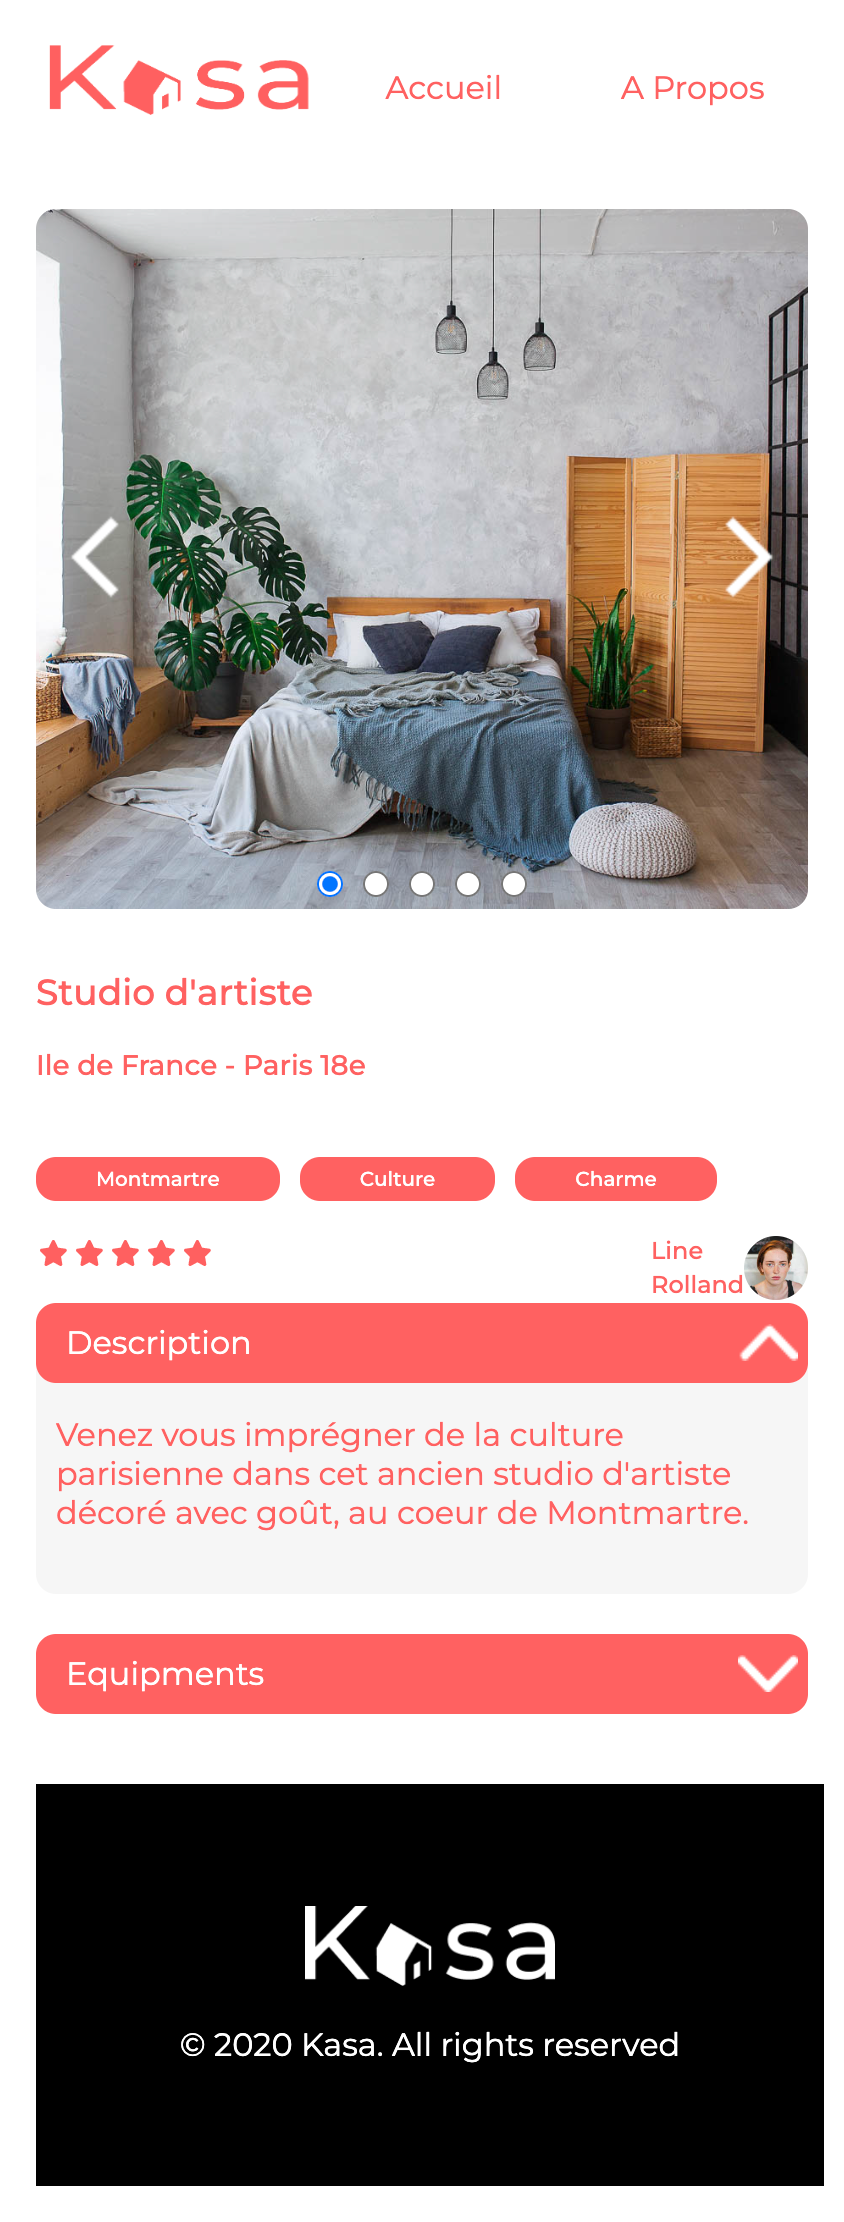 Kasa
Accueil
A Propos
Studio d'artiste
Ile de France - Paris 18e
Montmartre
Culture
Charme
Line
Rolland
Description
Venez vous imprégner de la culture
parisienne dans cet ancien studio d'artiste
décoré avec goût, au coeur de Montmartre.
Equipments
Kasa
© 2020 Kasa. All rights reserved